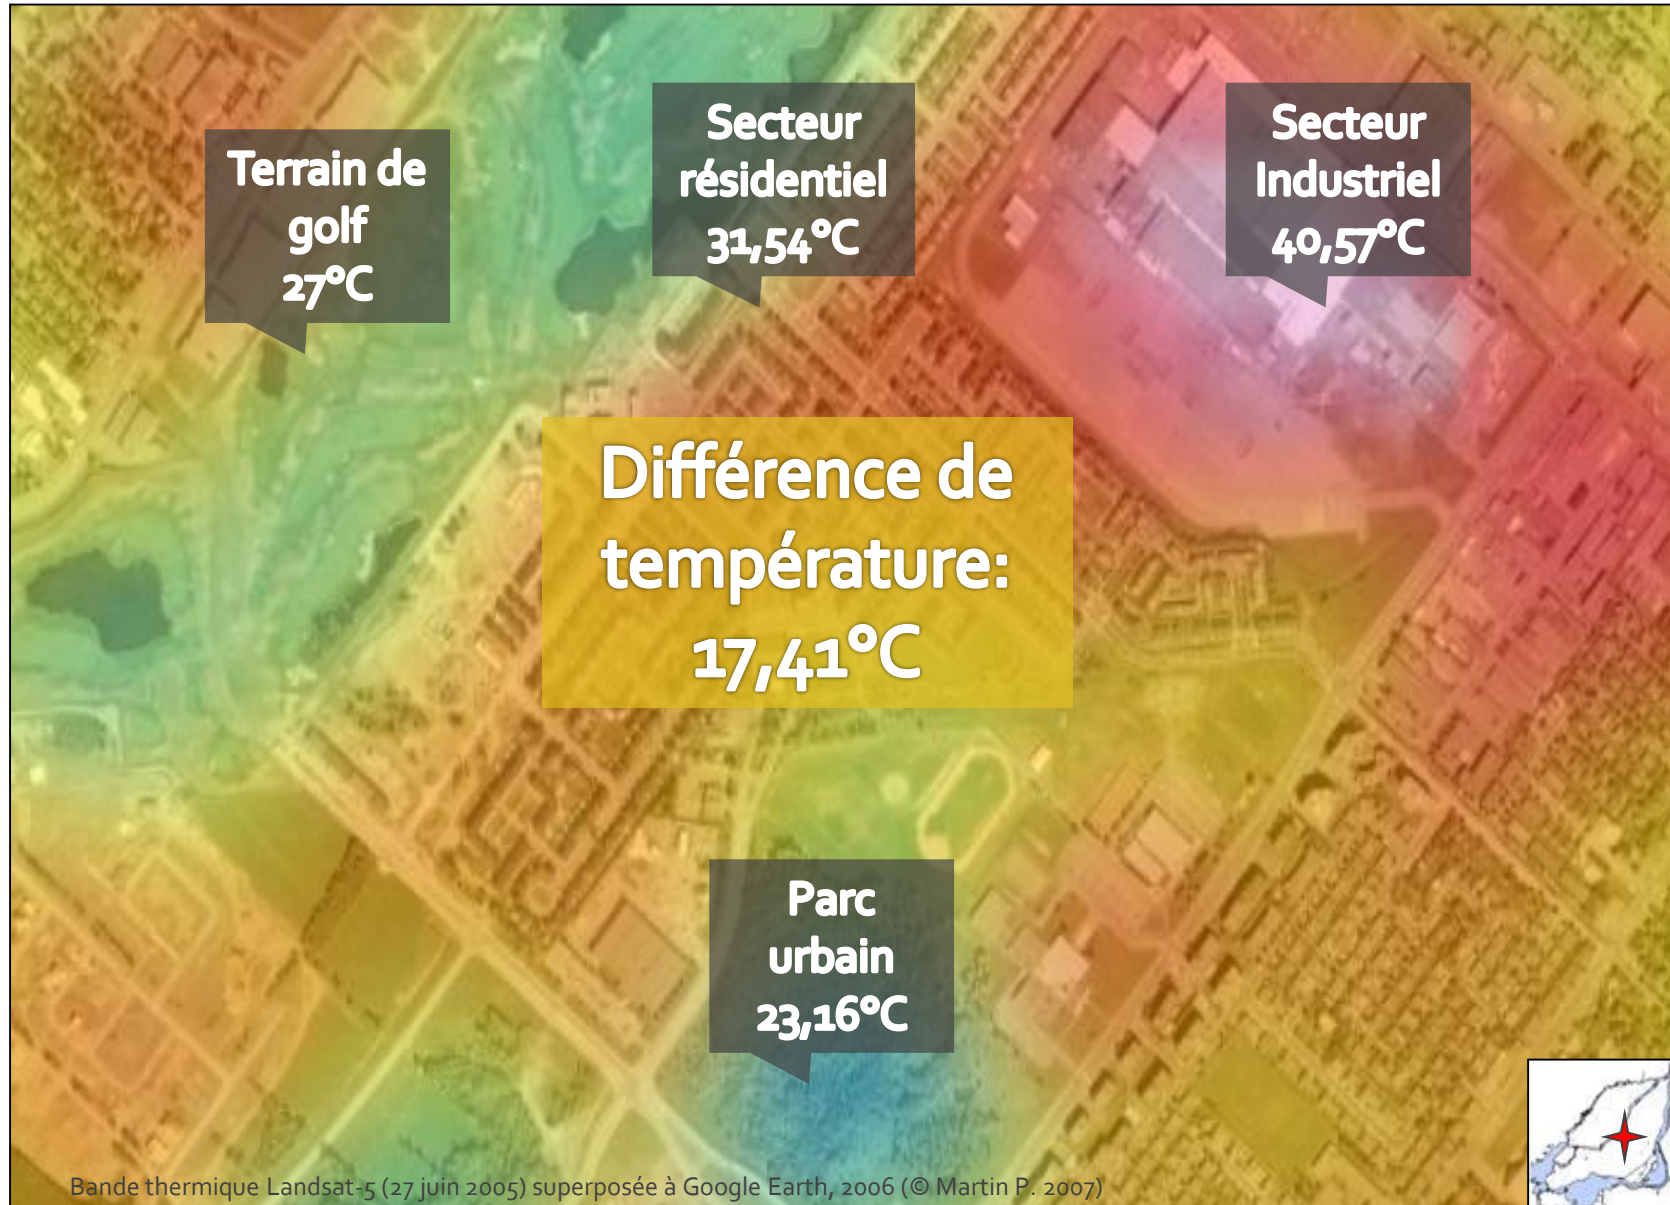 Terrain de
golf
27°C
Secteur
résidentiel
31,54°C
Secteur
Industriel
40,57°C
Différence de
température:
17,41°C
Parc
urbain
23,16°C
Bande thermique Landsat-5 (27 juin 2005) superposée à Google Earth, 2006 (© Martin P. 2007)